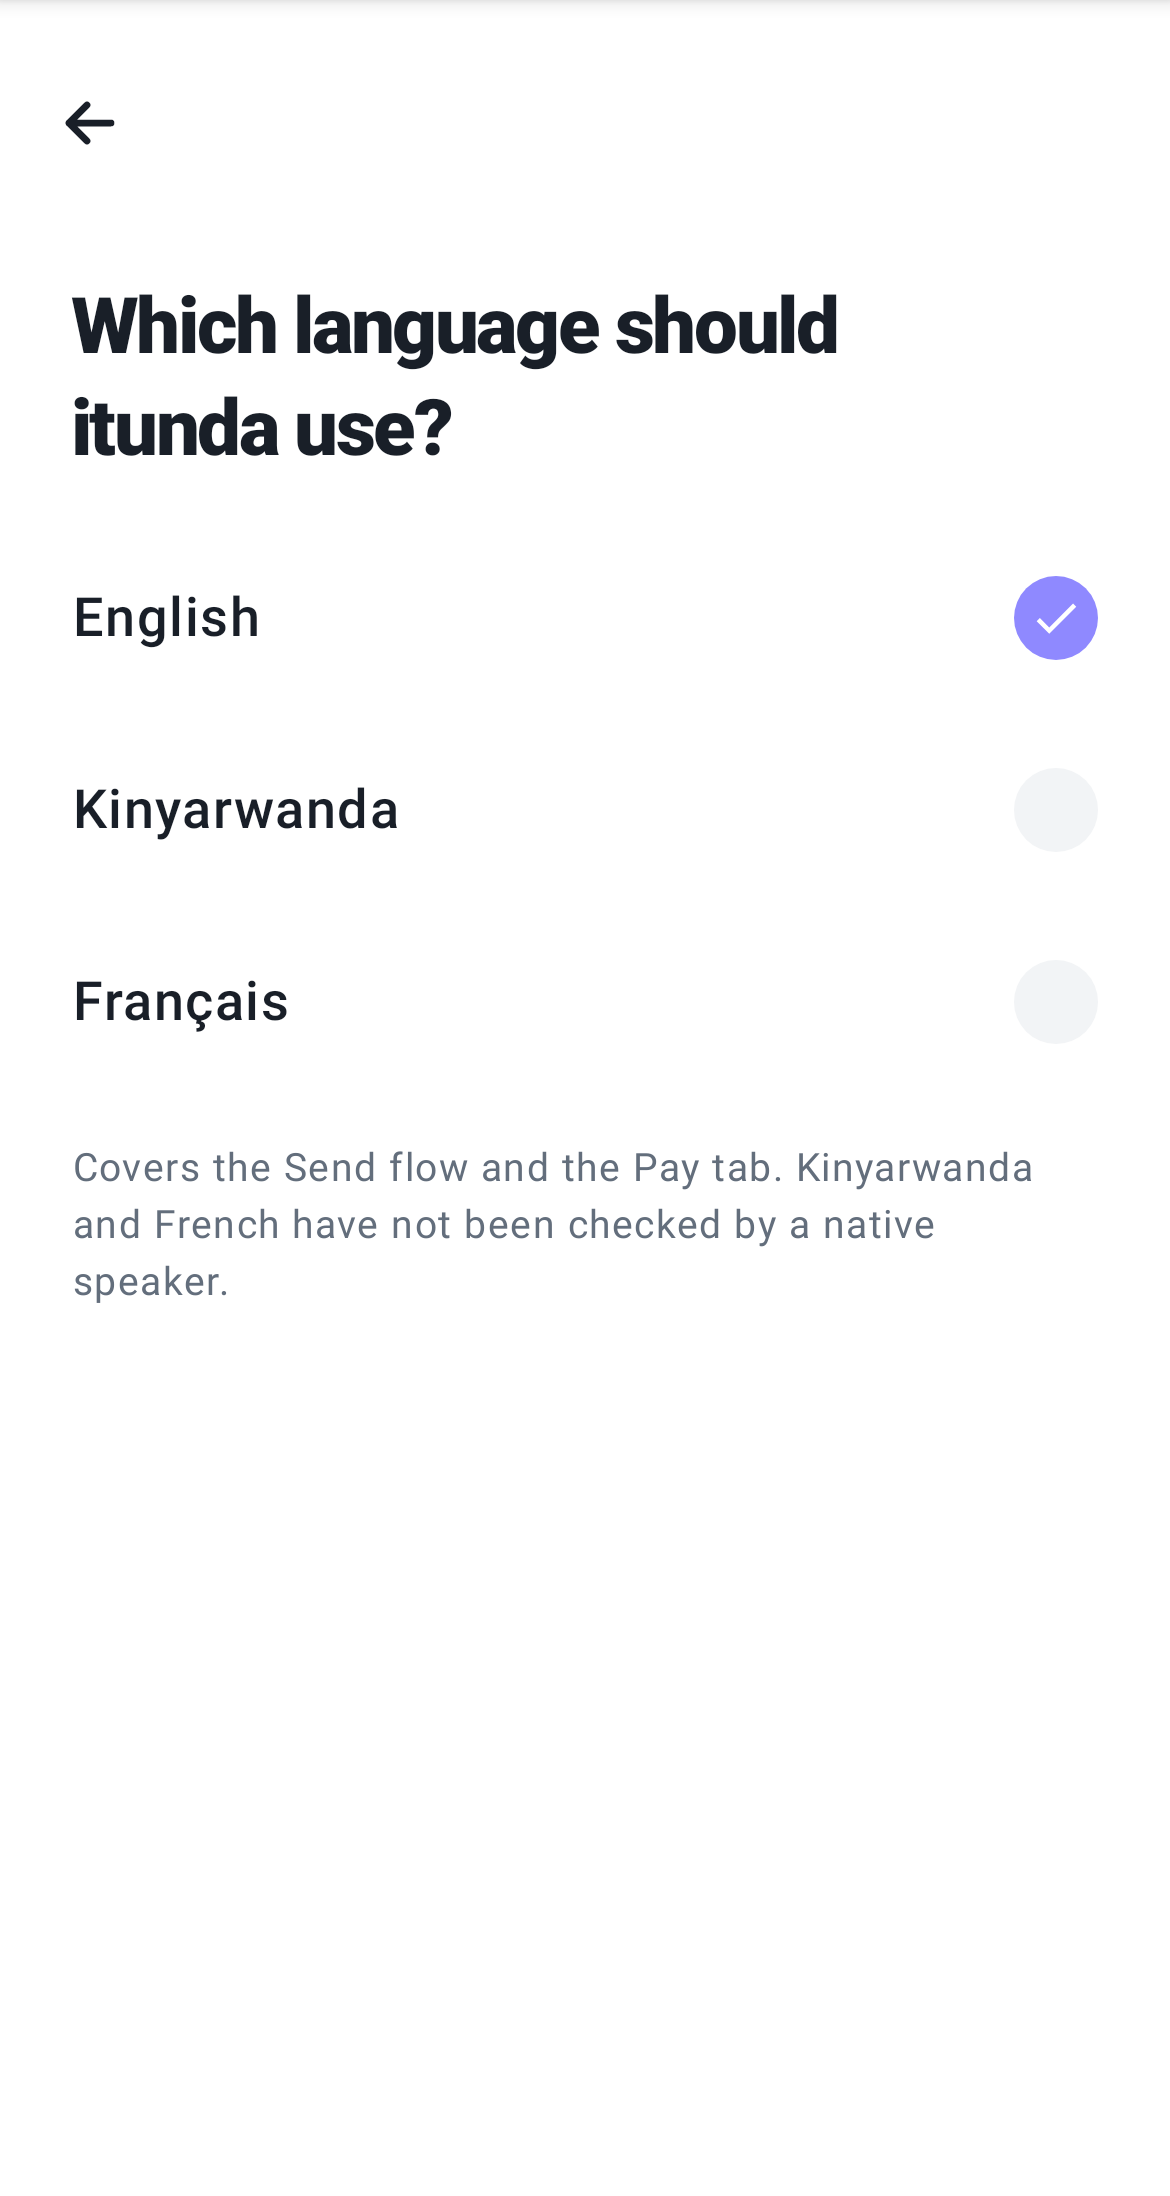 Which language should
itunda use?
English
Kinyarwanda
Français
Covers the Send flow and the Pay tab. Kinyarwanda
and French have not been checked by a native
speaker.